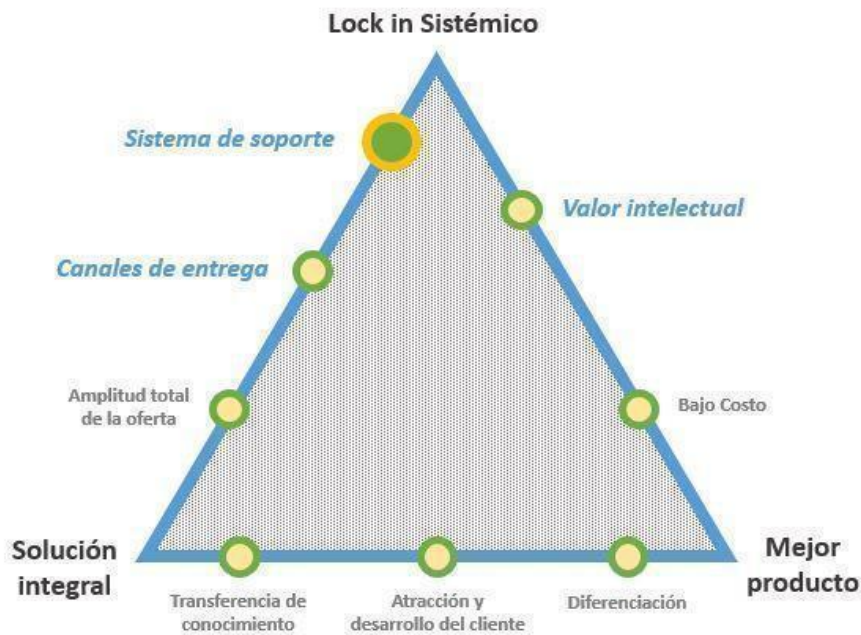 Lock in Sistémico
Sistema de soporte
Valor intelectual
Canales de entrega
Amplitud total
de la oferta
Bajo Costo
Solución
integral
Mejor
producto
Transferencia de
conocimiento
Atracción y
desarrollo del cliente
Diferenciación